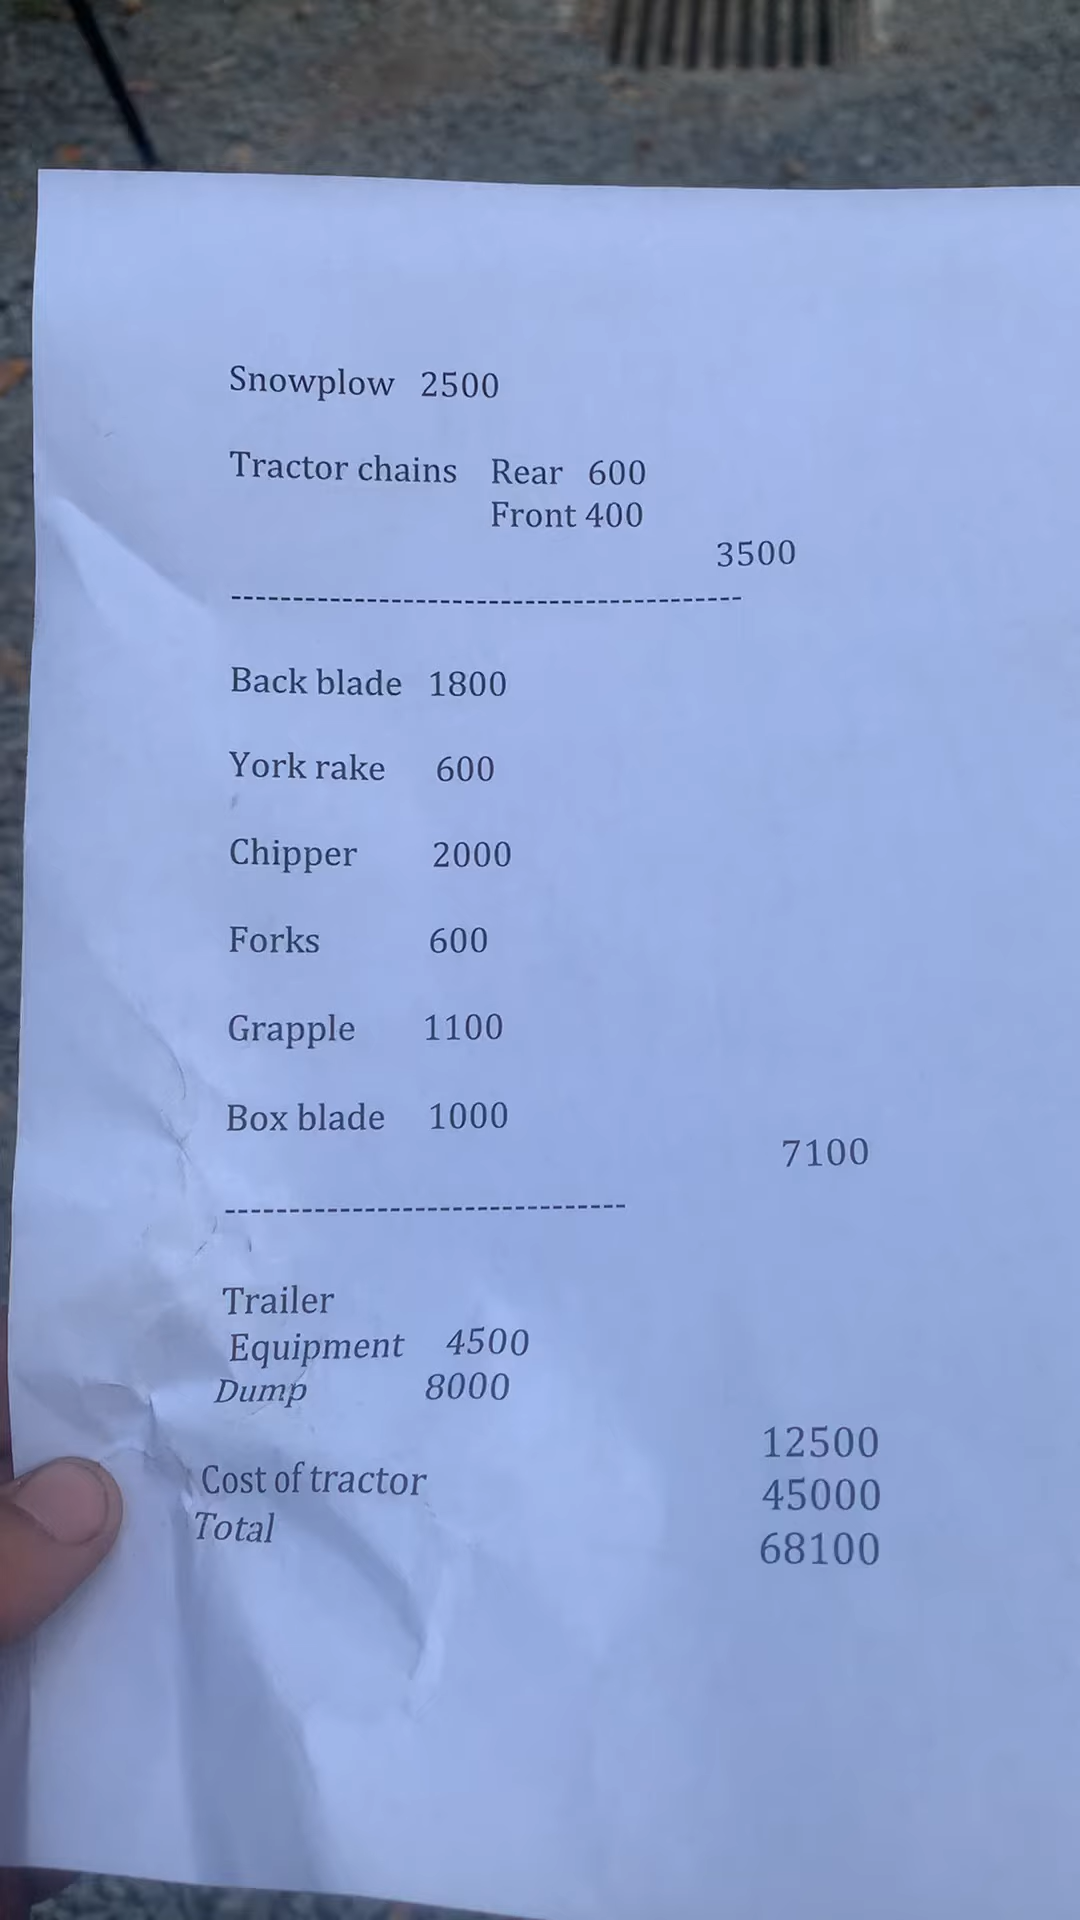 Snowplow 2500
Tractor chains Rear 600
Front 400
3500
-----------------------------------------
Back blade 1800
York rake 600
Chipper 2000
Forks 600
Grapple 1100
Box blade 1000
7100
--------------------------------
Trailer
Equipment 4500
Dump 8000
12500
Cost of tractor 45000
Total 68100